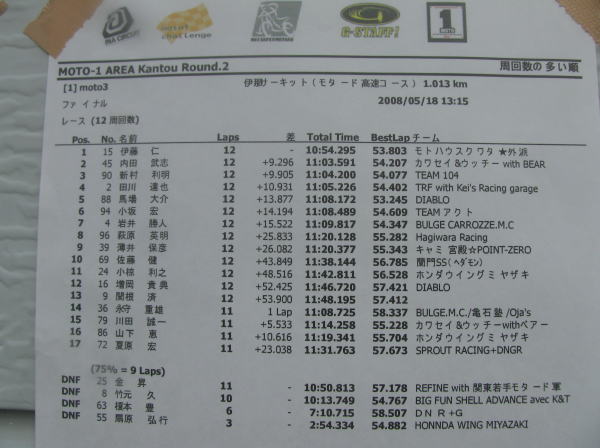 G-STAFF!
MOTO-1 AREA Kantou Round.2 周回数の多い順
[1] moto3 伊那サーキット (モタード高速コース) 1.013 km
ファイナル 2008/05/18 13:15
レース (12 周回数)
Pos. No. 名前 Laps 差 Total Time BestLap チーム
1 15 伊藤 仁 12 - 10:54.295 53.803 モトハウスクワタ★外派
2 45 内田 武志 12 +9.296 11:03.591 54.207 カワセイ&ウッチー with BEAR
3 90 新村 利明 12 +9.905 11:04.200 54.077 TEAM 104
4 2 田川 達也 12 +10.931 11:05.226 54.402 TRF with Kei's Racing garage
5 88 馬場 大介 12 +13.877 11:08.172 53.245 DIABLO
6 94 小坂 宏 12 +14.194 11:08.489 54.609 TEAM アクト
7 4 岩井 勝人 12 +15.522 11:09.817 54.347 BULGE CARROZZE.M.C
8 96 萩原 英明 12 +25.833 11:20.128 55.282 Hagiwara Racing
9 39 薄井 保彦 12 +26.082 11:20.377 55.343 キャミ 宮殿☆POINT-ZERO
10 69 佐藤 健 12 +43.849 11:38.144 56.785 蘭門SS(ヘダモン)
11 24 小椋 利之 12 +48.516 11:42.811 56.528 ホンダウイングミヤザキ
12 16 増岡 貴典 12 +52.425 11:46.720 57.421 DIABLO
13 9 関根 済 12 +53.900 11:48.195 57.412
14 36 永守 重雄 11 1 Lap 11:08.725 58.337 BULGE.M.C./亀石塾/Oja's
15 79 川田 誠一 11 +5.533 11:14.258 55.228 カワセイ&ウッチーwithベアー
16 86 山下 恵 11 +10.616 11:19.341 55.704 ホンダウイングミヤザキ
17 72 夏原 宏 11 +23.038 11:31.763 57.673 SPROUT RACING+DNGR
(75% = 9 Laps)
DNF 25 金 昇 11 - 10:50.813 57.178 REFINE with 関東若手モタード軍
DNF 8 竹元 久 10 - 10:13.749 54.767 BIG FUN SHELL ADVANCE avec K&T
DNF 63 榎本 豊 6 - 7:10.715 58.507 DNR+G
DNF 55 馬原 弘行 3 - 2:54.334 54.882 HONNDA WING MIYAZAKI